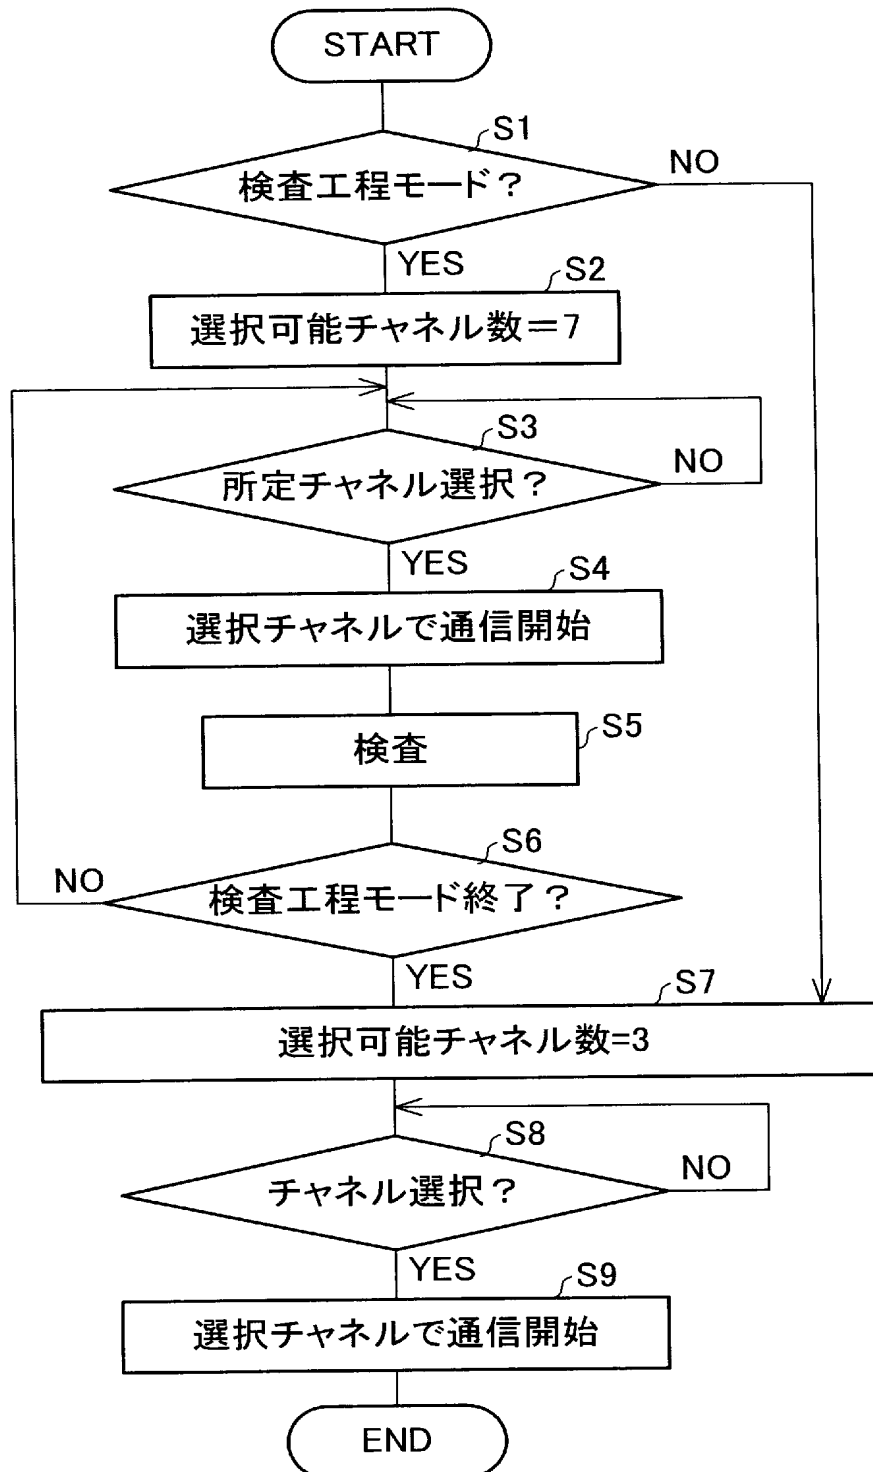 START
S1
検査工程モード?
NO
YES
S2
選択可能チャネル数=7
S3
所定チャネル選択?
NO
YES
S4
選択チャネルで通信開始
検査
S5
S6
NO
検査工程モード終了?
YES
S7
選択可能チャネル数=3
S8
チャネル選択?
NO
YES
S9
選択チャネルで通信開始
END